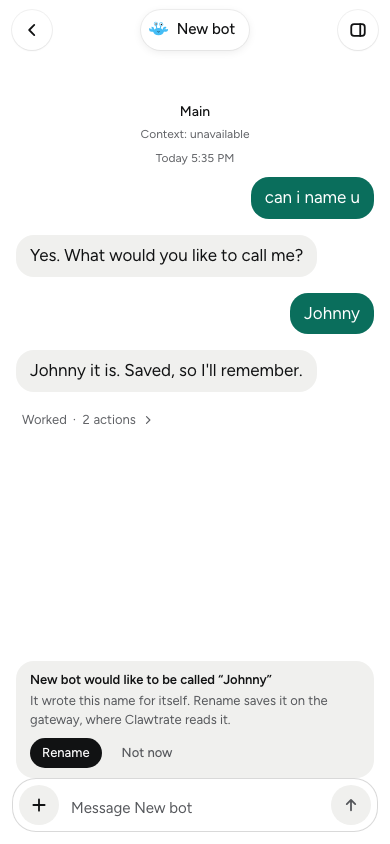 New bot
Main
Context: unavailable
Today 5:35 PM
can i name u
Yes. What would you like to call me?
Johnny
Johnny it is. Saved, so I'll remember.
Worked · 2 actions
New bot would like to be called “Johnny”
It wrote this name for itself. Rename saves it on the
gateway, where Clawtrate reads it.
Rename
Not now
Message New bot